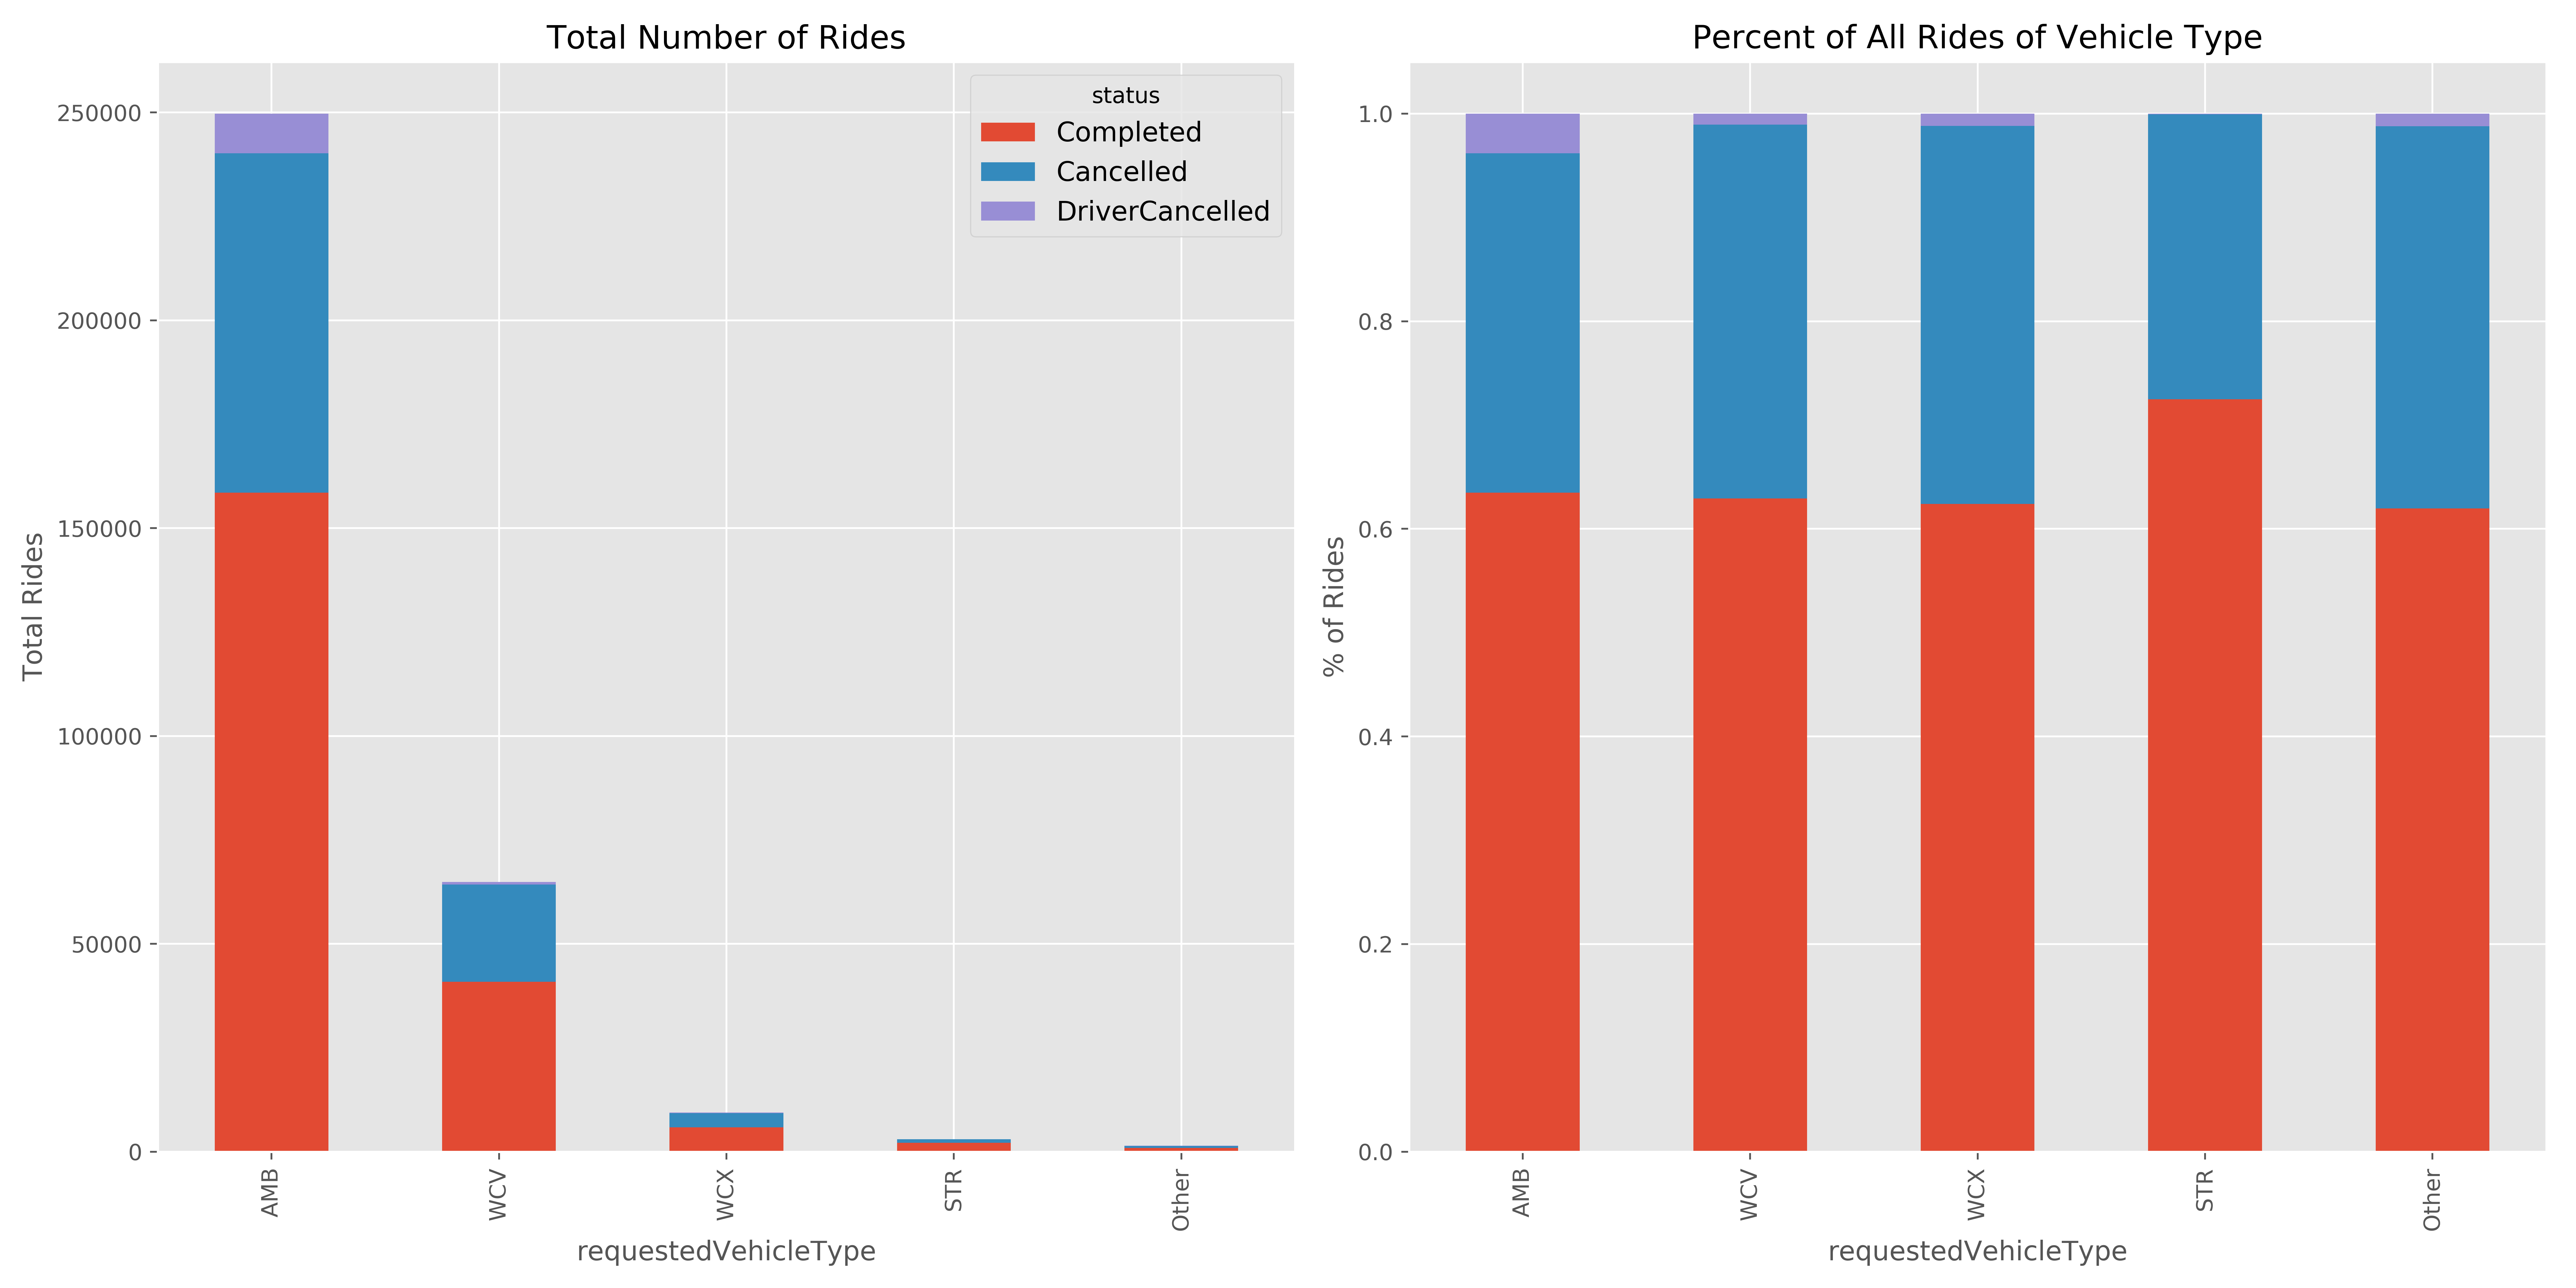 Total Number of Rides
Total Rides
250000
200000
150000
100000
50000
0
status
Completed
Cancelled
DriverCancelled
AMB
WCV
WCX
STR
Other
requestedVehicleType
Percent of All Rides of Vehicle Type
% of Rides
1.0
0.8
0.6
0.4
0.2
0.0
AMB
WCV
WCX
STR
Other
requestedVehicleType